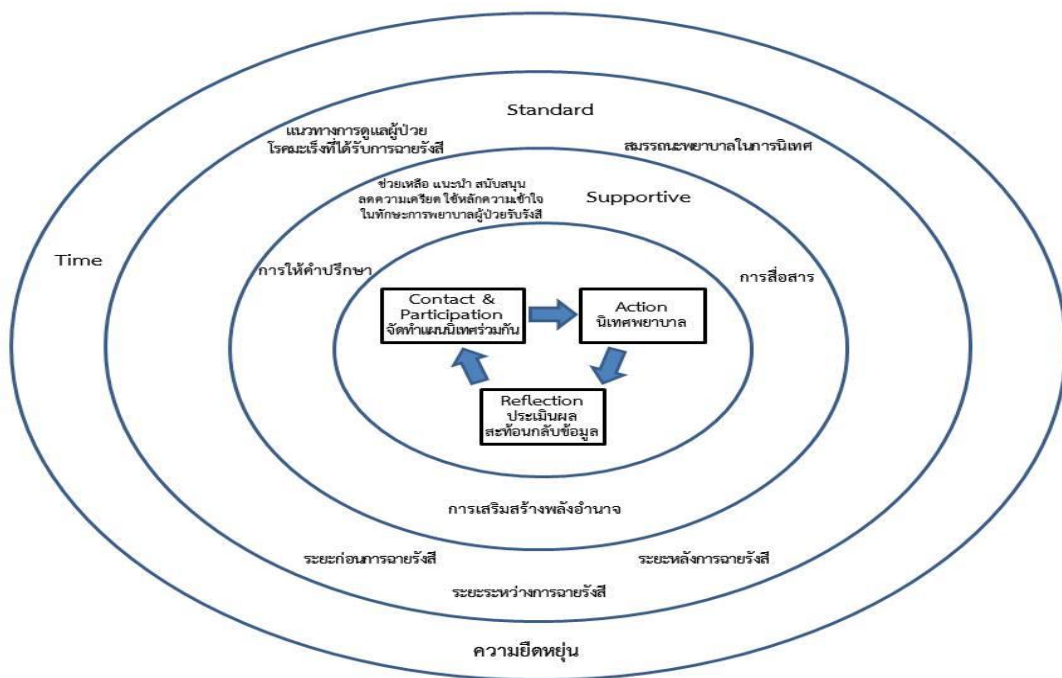 Standard
แนวทางการดูแลผู้ป่วย
โรคมะเร็งที่ได้รับการฉายรังสี
สมรรถนะพยาบาลในการนิเทศ
ช่วยเหลือ แนะนำ สนับสนุน
ลดความเครียด ใช้หลักความเข้าใจ
ในทักษะการพยาบาลผู้ป่วยรับรังสี
Supportive
Time
การให้คำปรึกษา
การสื่อสาร
Contact &
Participation
จัดทำแผนนิเทศร่วมกัน
Action
นิเทศพยาบาล
Reflection
ประเมินผล
สะท้อนกลับข้อมูล
การเสริมสร้างพลังอำนาจ
ระยะก่อนการฉายรังสี
ระยะหลังการฉายรังสี
ระยะระหว่างการฉายรังสี
ความยืดหยุ่น